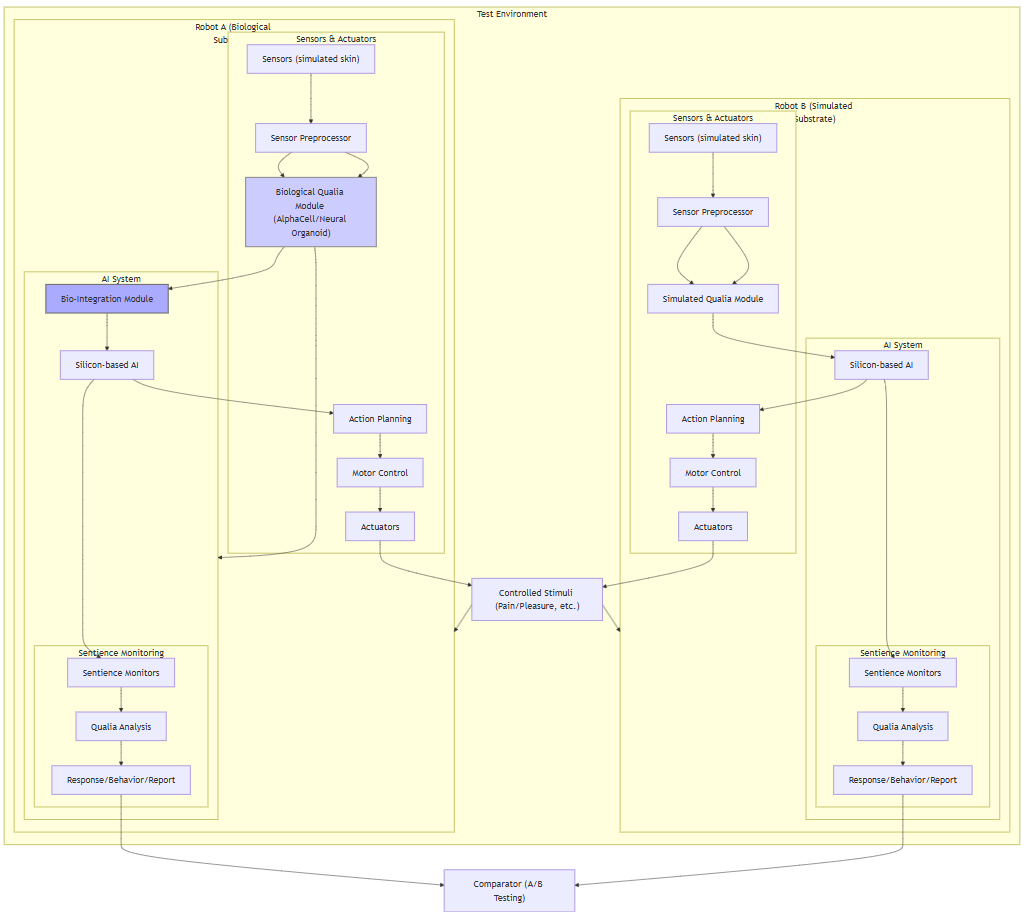 Test Environment
Robot A (Biological
Sub
Sensors & Actuators
Sensors (simulated skin)
Sensor Preprocessor
Biological Qualia
Module
(AlphaCell/Neural
Organoid)
AI System
Bio-Integration Module
Silicon-based AI
Action Planning
Motor Control
Actuators
Sentience Monitoring
Sentience Monitors
Qualia Analysis
Response/Behavior/Report
Controlled Stimuli
(Pain/Pleasure, etc.)
Robot B (Simulated
Substrate)
Sensors & Actuators
Sensors (simulated skin)
Sensor Preprocessor
Simulated Qualia Module
AI System
Silicon-based AI
Action Planning
Motor Control
Actuators
Sentience Monitoring
Sentience Monitors
Qualia Analysis
Response/Behavior/Report
Comparator (A/B
Testing)